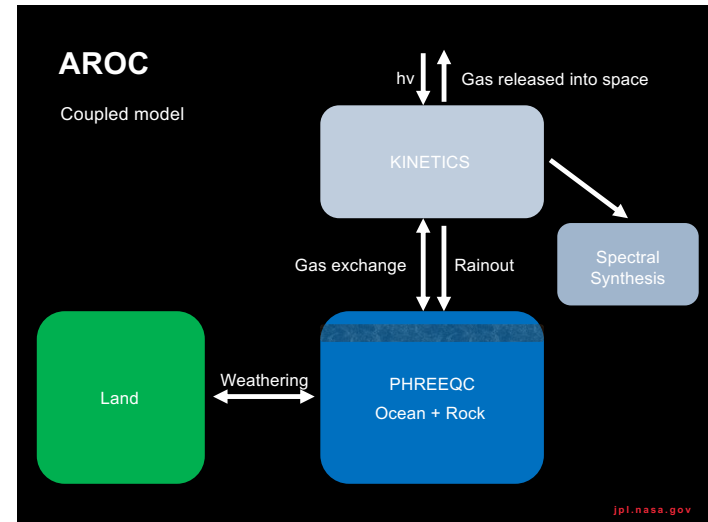 AROC
Coupled model
hv
Gas released into space
KINETICS
Spectral
Synthesis
Gas exchange
Rainout
Land
Weathering
PHREEQC
Ocean + Rock
jpl.nasa.gov